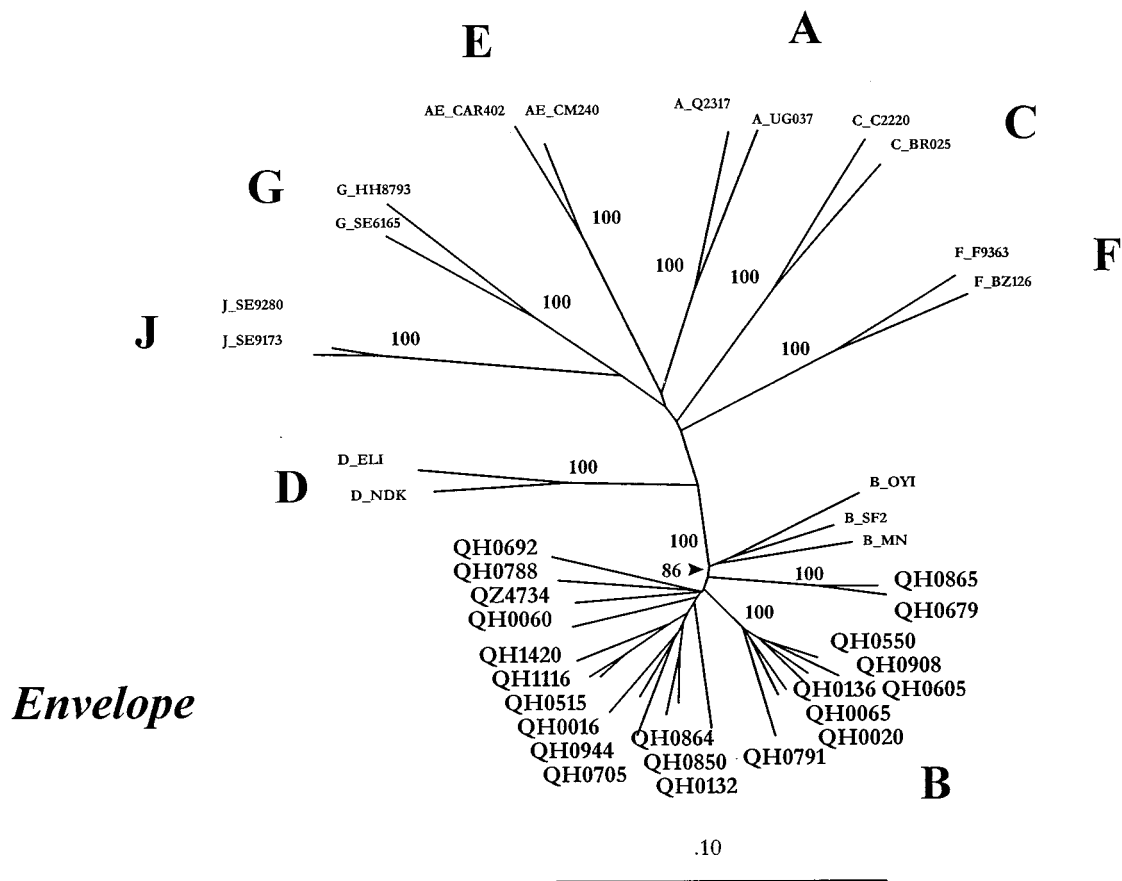 A
E
C
AE_CAR402 AE_CM240
A_Q2317
A_UG037
C_C2220
C_BR025
G
G_HH8793
G_SE6165
100
100
100
F
F_F9363
F_BZ126
100
J
J_SE9280
J_SE9173
100
100
D
D_ELI
D_NDK
100
B_OYI
B_SF2
B_MN
100
86
QH0692
QH0788
QZ4734
QH0060
100
QH0865
QH0679
100
QH1420
QH1116
QH0515
QH0016
QH0944
QH0705
QH0864
QH0850
QH0132
QH0791
QH0550
QH0908
QH0136 QH0605
QH0065
QH0020
Envelope
B
.10